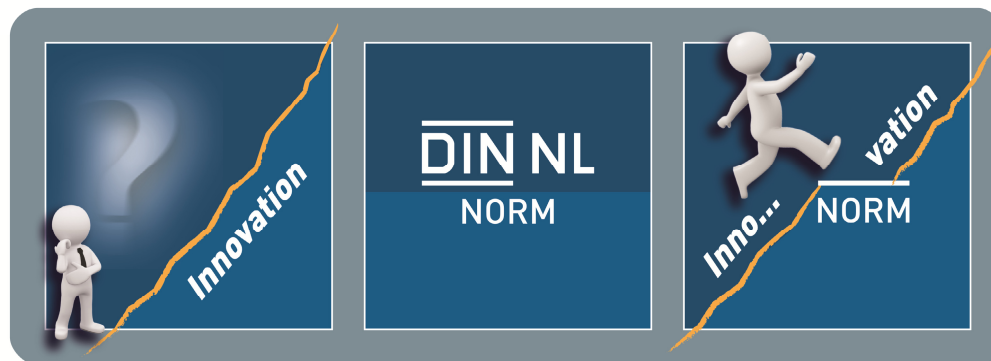 ?
Innovation
DIN NL
NORM
Inno...
vation
NORM